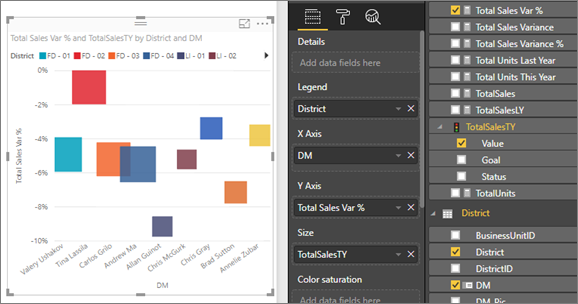 Total Sales Var % and TotalSalesTY by District and DM
District FD - 01 FD - 02 FD - 03 FD - 04 LI - 01 LI - 02
0%
-2%
-4%
-6%
-8%
-10%
Total Sales Var %
Valery Ushakov
Tina Lassila
Carlos Grilo
Andrew Ma
Allan Guinot
Chris McGurk
Chris Gray
Brad Sutton
Annelie Zubar
DM
Details
Add data fields here
Legend
District
X Axis
DM
Y Axis
Total Sales Var %
Size
TotalSalesTY
Color saturation
Add data fields here
Total Sales Var %
Total Sales Variance
Total Sales Variance %
Total Units Last Year
Total Units This Year
TotalSales
TotalSalesLY
TotalSalesTY
Value
Goal
Status
TotalUnits
District
BusinessUnitID
District
DistrictID
DM
DM_Pic